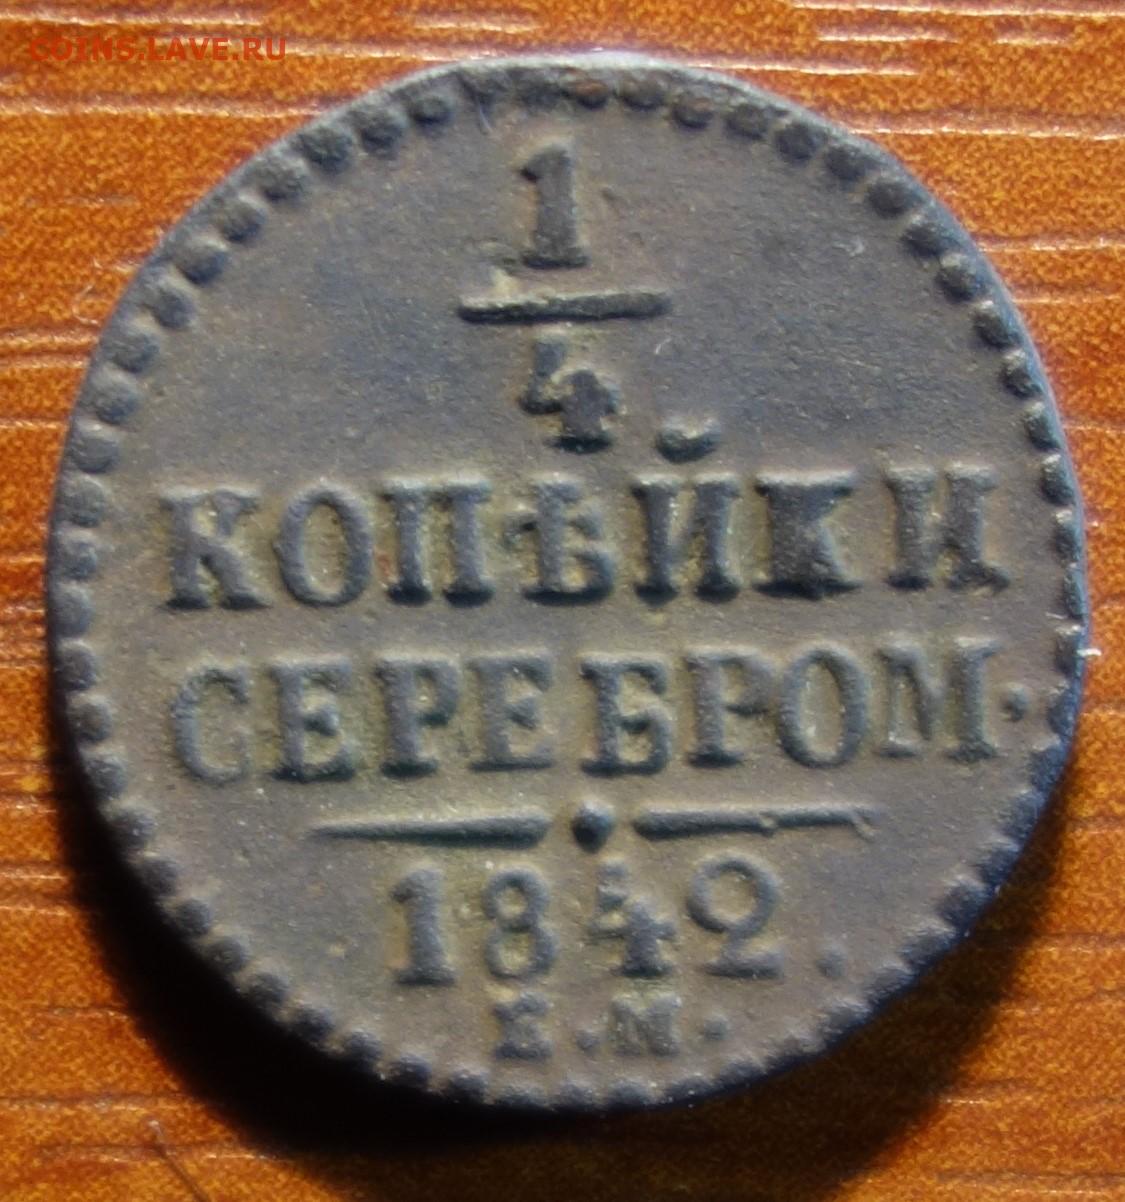 COINS.LAVE.RU
1
4
КОПѢЙКИ
СЕРЕБРОМ.
1842.
Е.М.